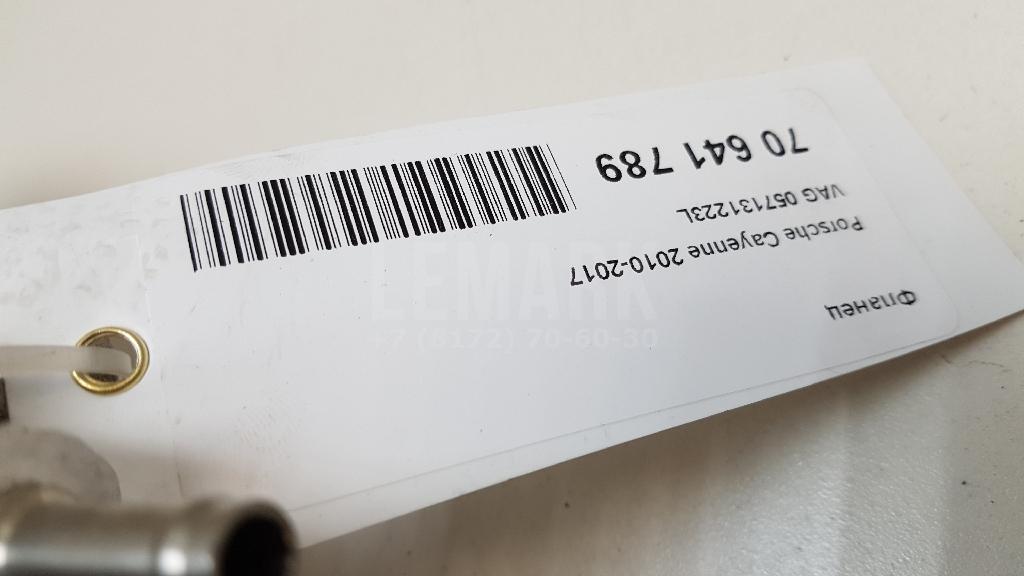 Фланец
Porsche Cayenne 2010-2017
VAG 057131223L
70 641 789
LEMARK
+7 (8172) 70-60-30